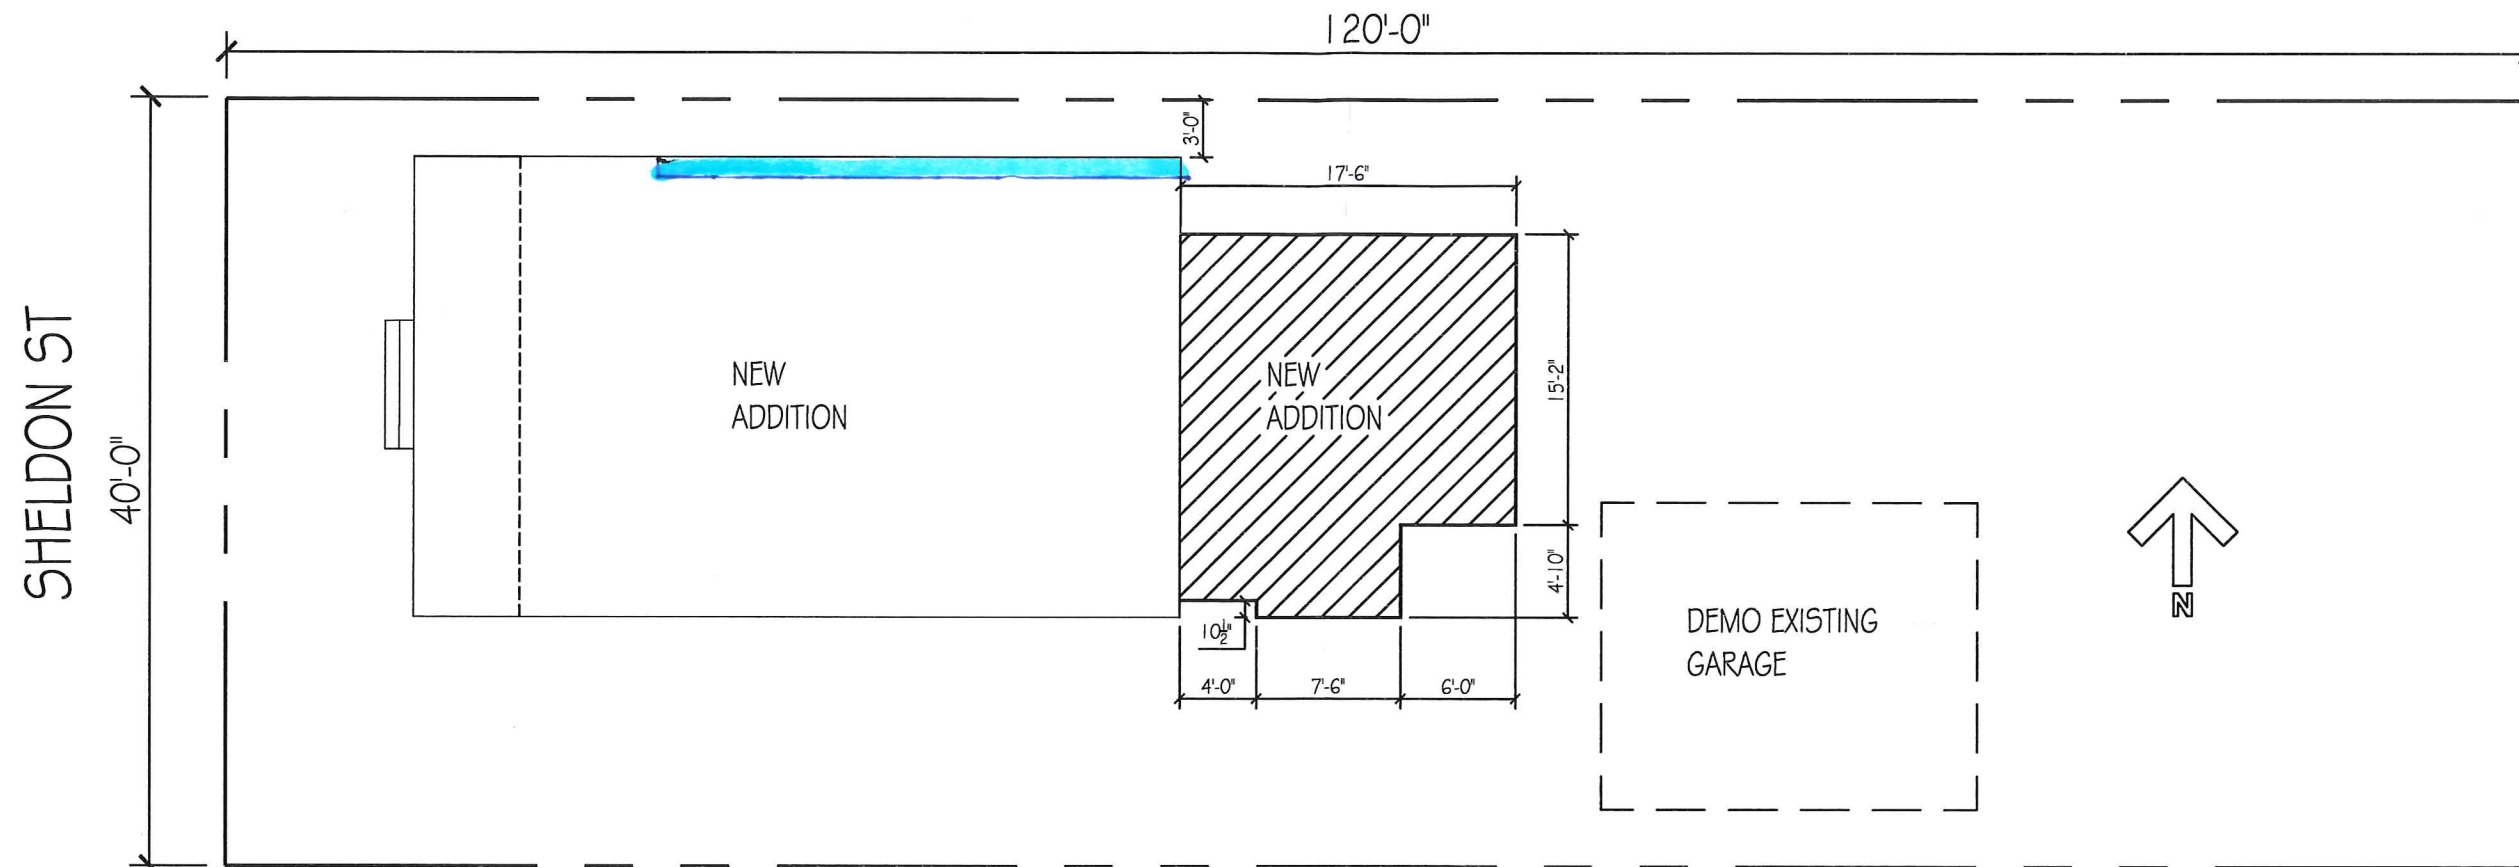 120'-0"
3'-0"
17'-6"
SHELDON ST
40'-0"
NEW
ADDITION
NEW
ADDITION
15'-2"
4'-10"
10½"
4'-0"
7'-6"
6'-0"
DEMO EXISTING
GARAGE
N